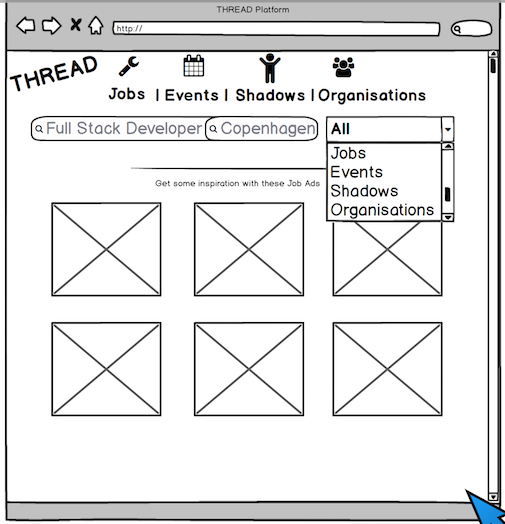 THREAD Platform
http://
THREAD
Jobs | Events | Shadows | Organisations
Full Stack Developer Copenhagen All
Jobs
Events
Shadows
Organisations
Get some inspiration with these Job Ads